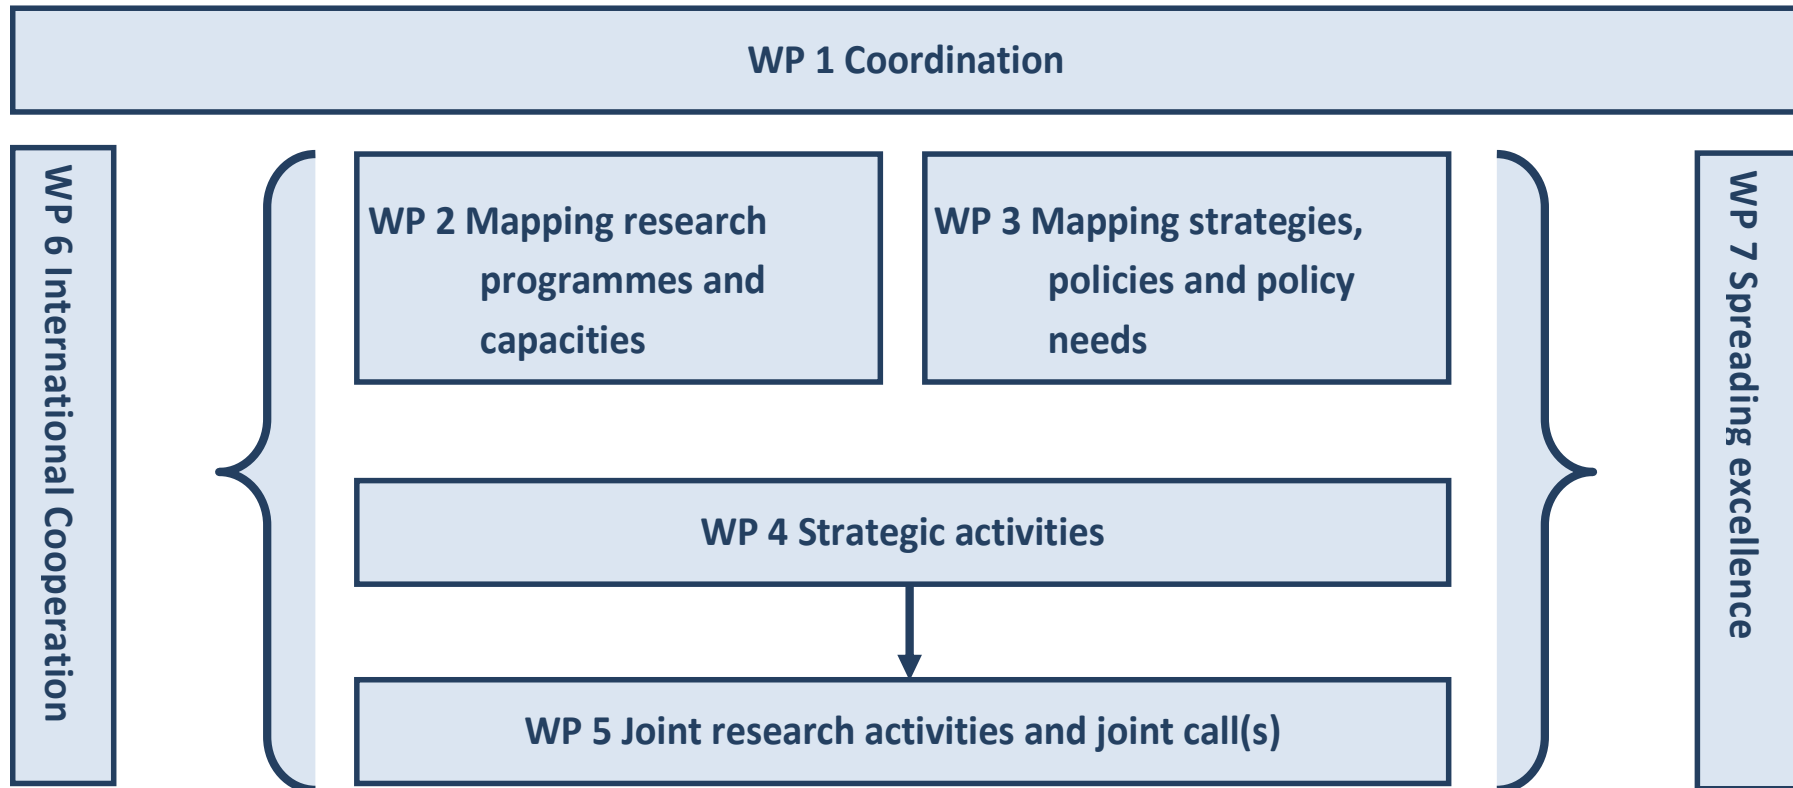 WP 1 Coordination
WP 6 International Cooperation
WP 2 Mapping research
programmes and
capacities
WP 3 Mapping strategies,
policies and policy
needs
WP 4 Strategic activities
WP 5 Joint research activities and joint call(s)
WP 7 Spreading excellence